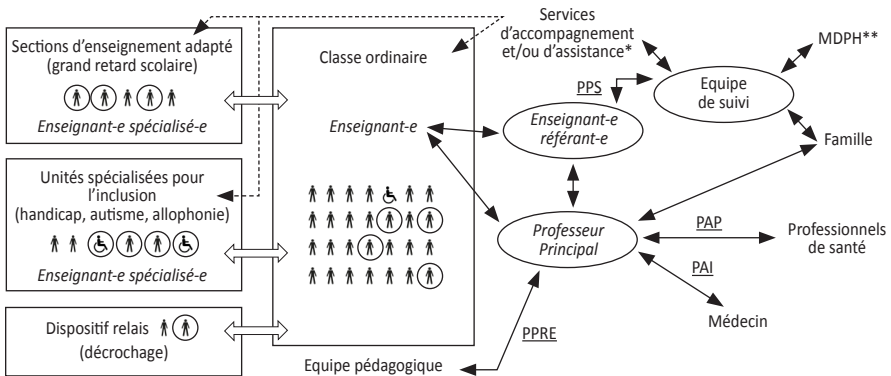 Sections d'enseignement adapté
(grand retard scolaire)
Enseignant-e spécialisé-e
Unités spécialisées pour
l'inclusion
(handicap, autisme, allophonie)
Enseignant-e spécialisé-e
Dispositif relais
(décrochage)
Classe ordinaire
Enseignant-e
Equipe pédagogique
Services
d'accompagnement
et/ou d'assistance*
MDPH**
PPS
Equipe
de suivi
Enseignant-e
référant-e
Famille
Professeur
Principal
PAP
Professionnels
de santé
PAI
Médecin
PPRE